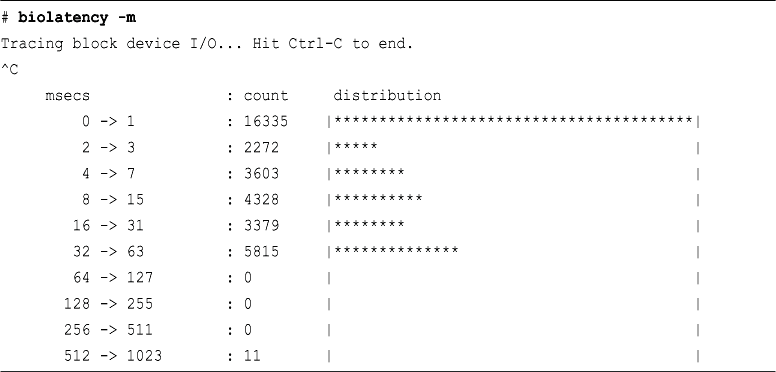 # biolatency -m
Tracing block device I/O... Hit Ctrl-C to end.
^C
     msecs               : count     distribution
         0 -> 1          : 16335    |****************************************|
         2 -> 3          : 2272     |*****                                   |
         4 -> 7          : 3603     |********                                |
         8 -> 15         : 4328     |**********                              |
        16 -> 31         : 3379     |********                                |
        32 -> 63         : 5815     |**************                          |
        64 -> 127        : 0        |                                        |
       128 -> 255        : 0        |                                        |
       256 -> 511        : 0        |                                        |
       512 -> 1023       : 11       |                                        |